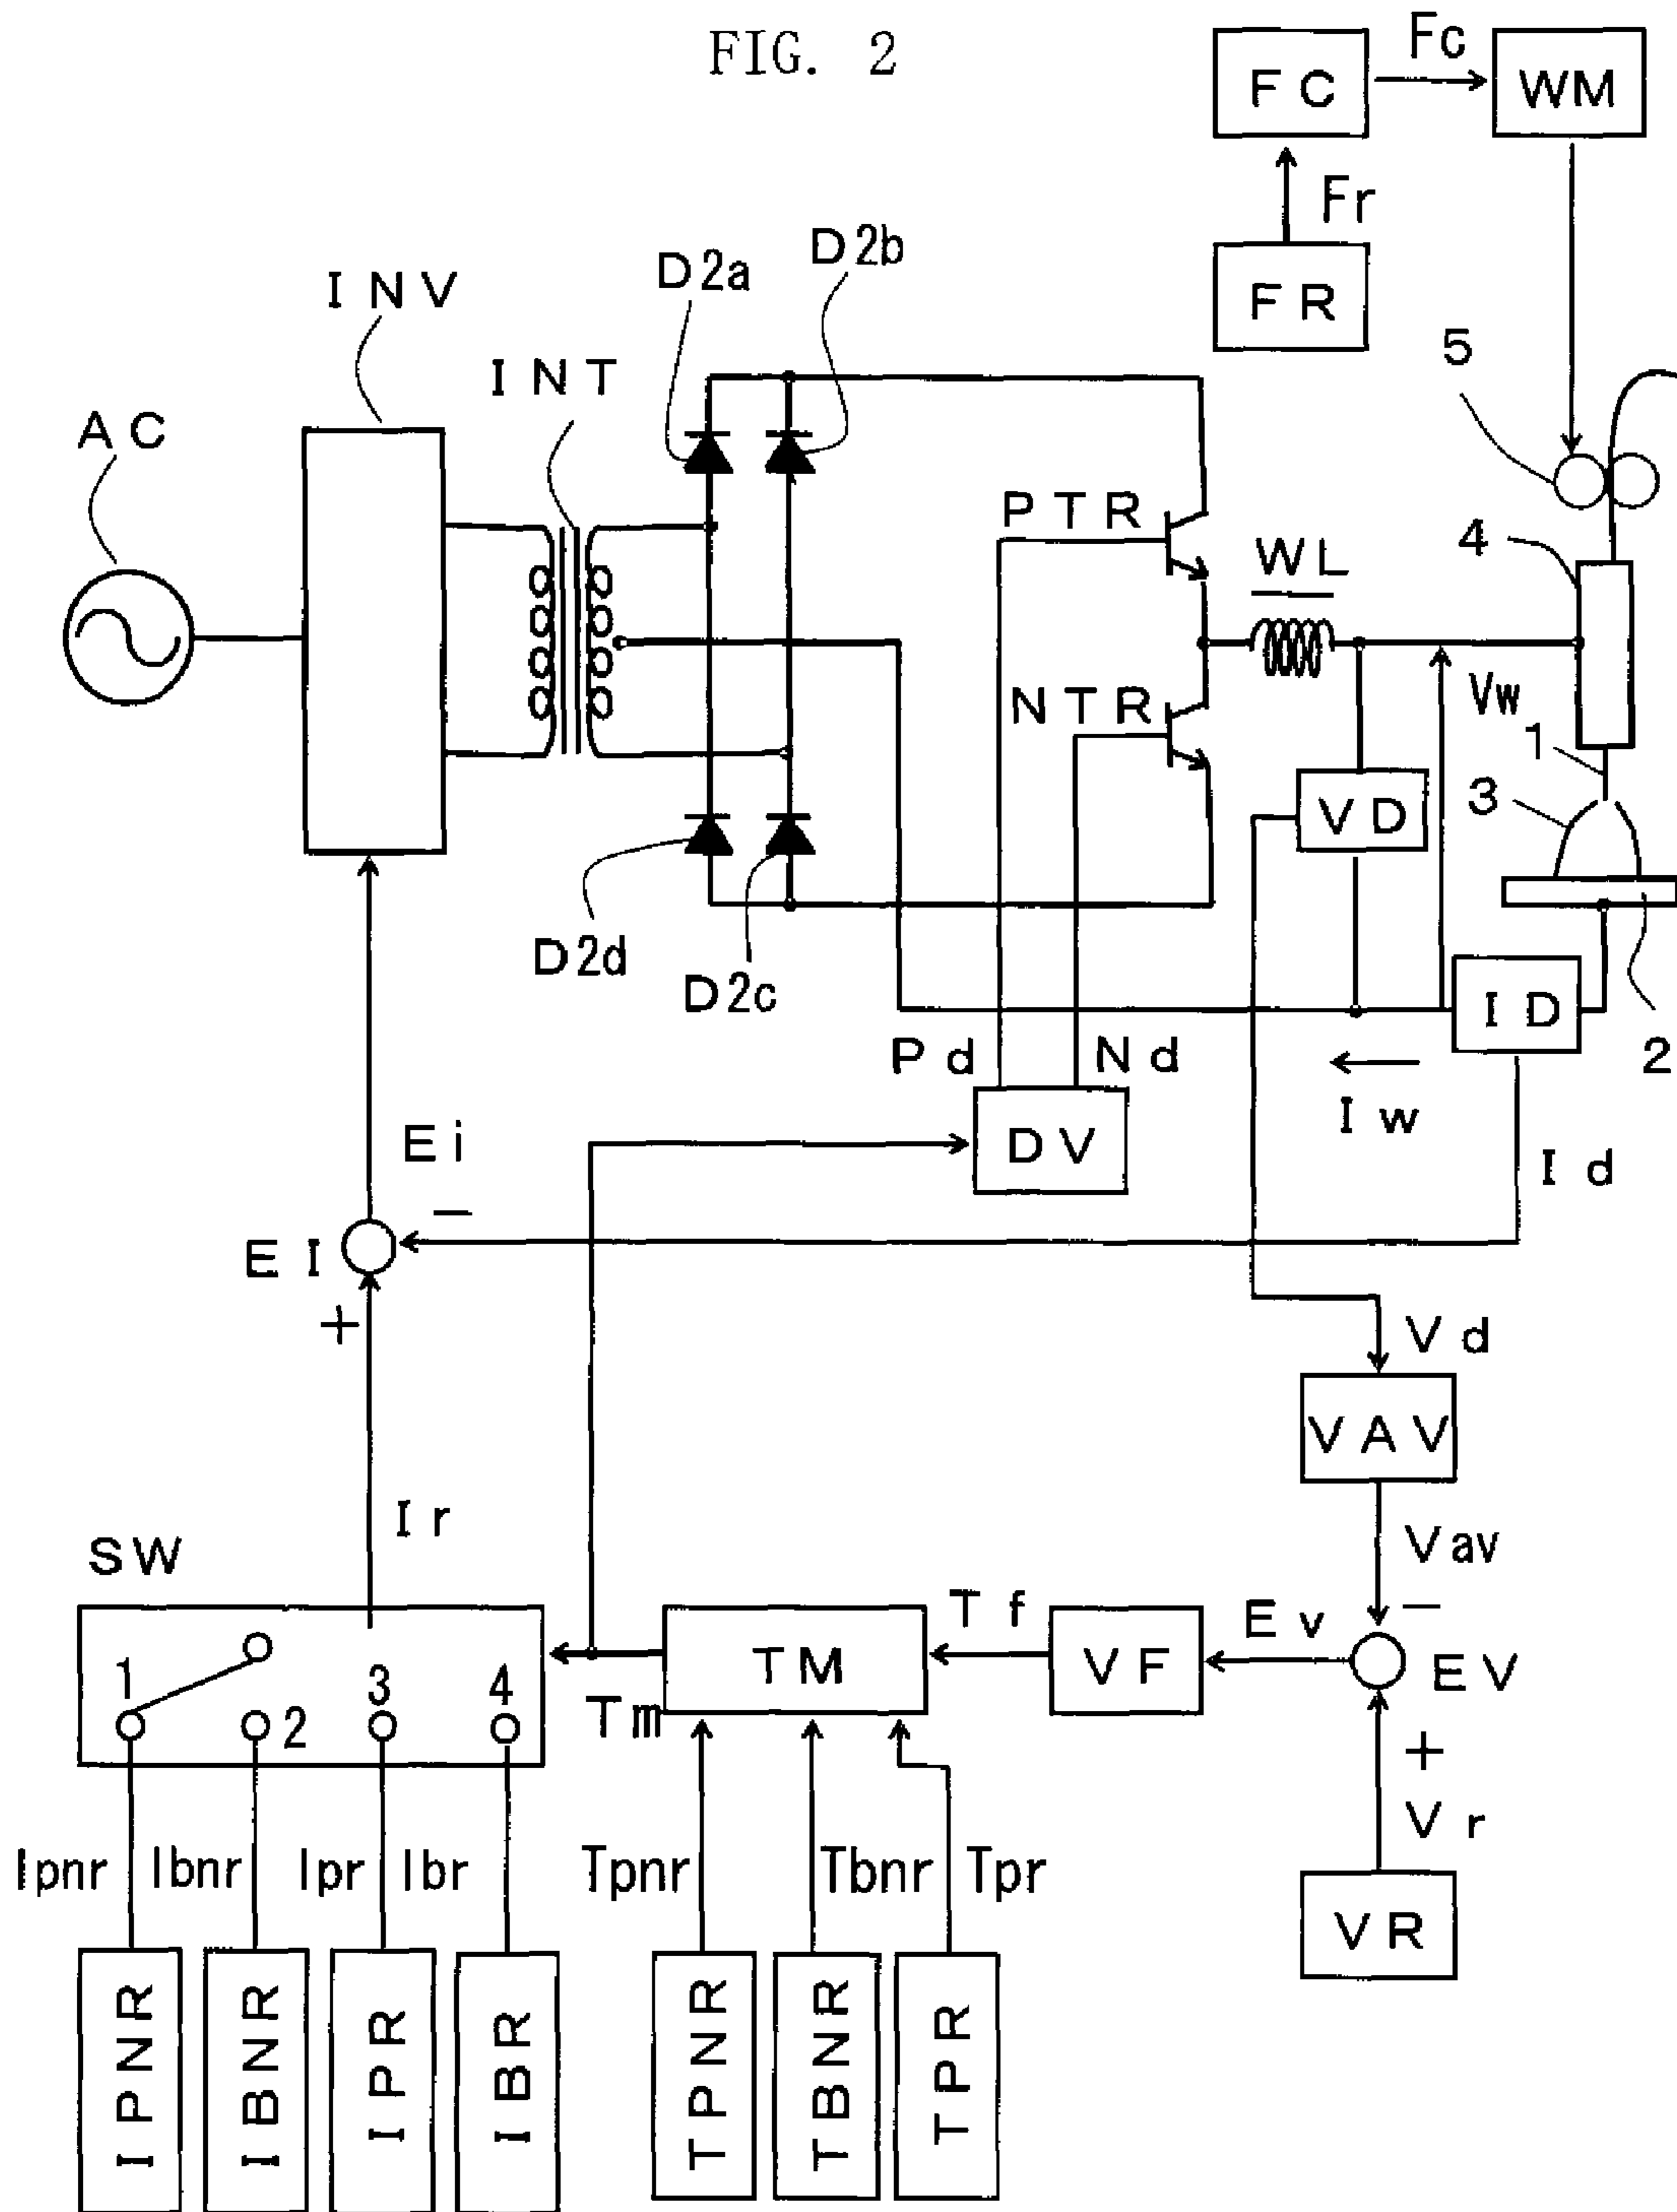 FIG. 2
FC
Fc
WM
Fr
FR
D2a
D2b
INV
INT
AC
5
PTR
4
WL
NTR
Vw
1
VD
3
D2d
D2c
ID
Pd
Nd
2
Iw
DV
Ei
Id
−
EI
+
Vd
VAV
Ir
Vav
SW
Tf
Ev
−
TM
VF
EV
1
2
3
4
Tm
+
Vr
Ipnr
Ibnr
Ipr
Ibr
Tpnr
Tbnr
Tpr
VR
IPNR
IBNR
IPR
IBR
TPNR
TBNR
TPR